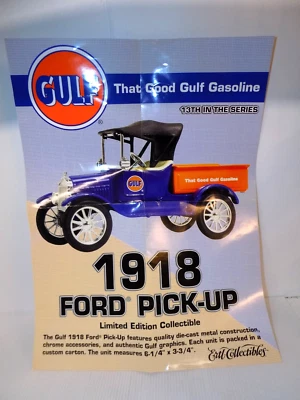 GULF
®
That Good Gulf Gasoline
13TH IN THE SERIES
GULF
That Good Gulf Gasoline
1918
FORD® PICK-UP
Limited Edition Collectible
The Gulf 1918 Ford® Pick-Up features quality die-cast metal construction,
chrome accessories, and authentic Gulf graphics. Each unit is packed in a
custom carton. The unit measures 6-1/4" x 3-3/4".
Ertl Collectibles